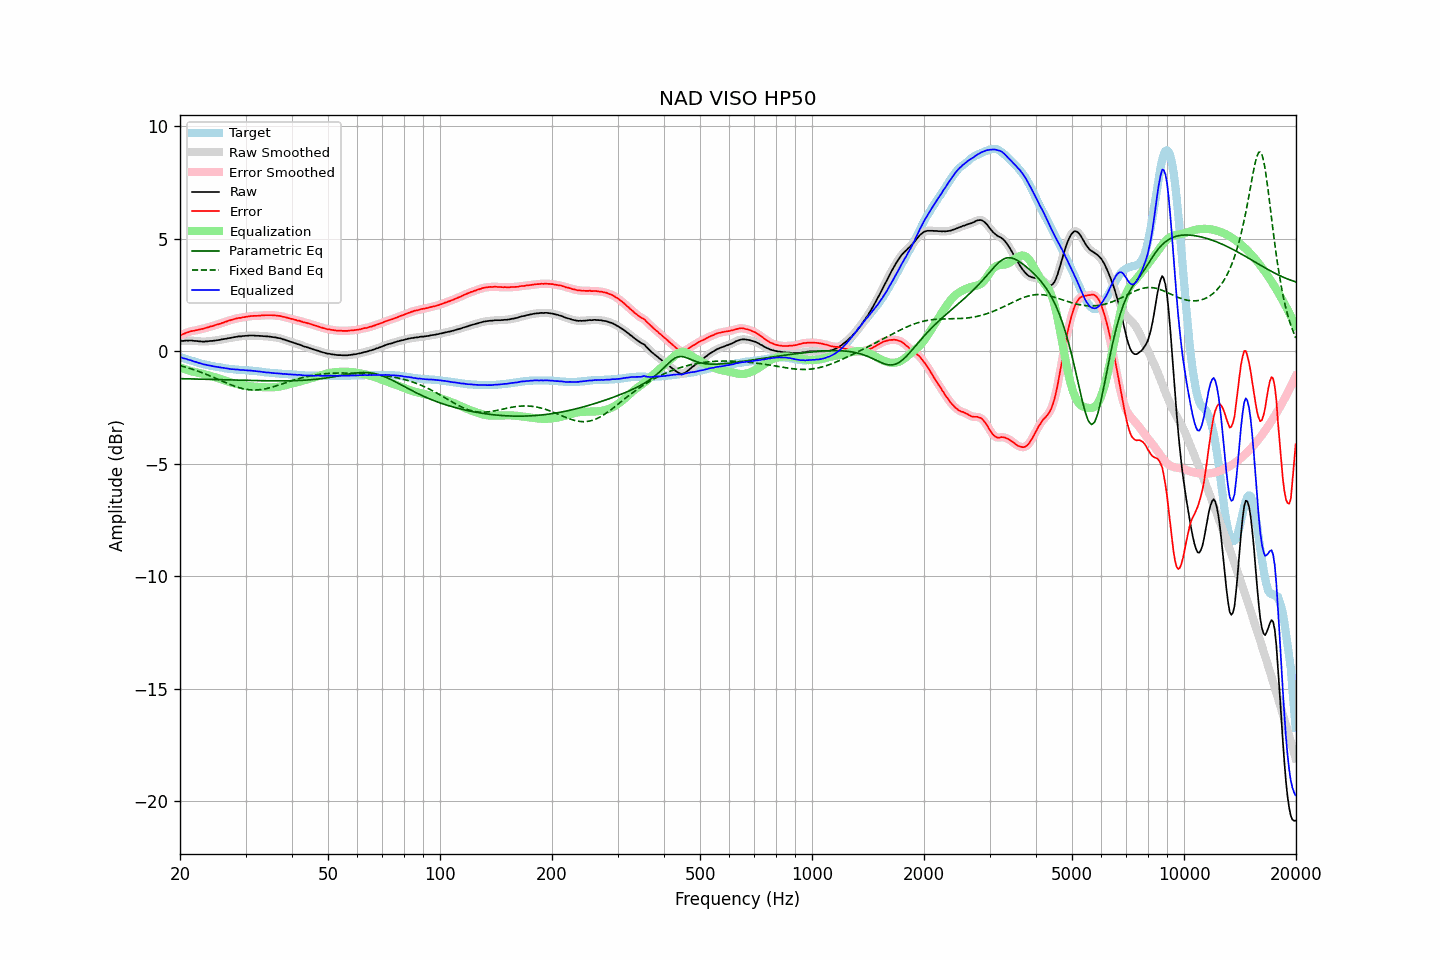 NAD VISO HP50
Target
Raw Smoothed
Error Smoothed
Raw
Error
Equalization
Parametric Eq
Fixed Band Eq
Equalized
10
5
0
−5
−10
−15
−20
Amplitude (dBr)
20
50
100
200
500
1000
2000
5000
10000
20000
Frequency (Hz)